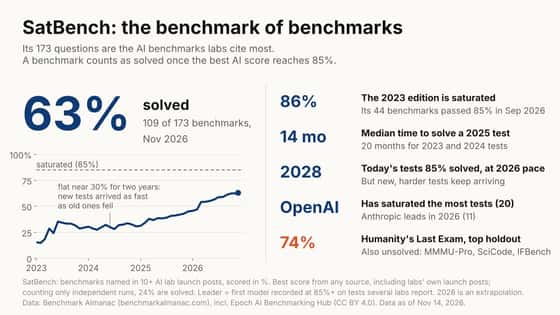 SatBench: the benchmark of benchmarks
Its 173 questions are the AI benchmarks labs cite most.
A benchmark counts as solved once the best AI score reaches 85%.
63%
solved
109 of 173 benchmarks,
Nov 2026
100%
saturated (85%)
75
flat near 30% for two years:
new tests arrived as fast
as old ones fell
50
25
0
2023
2024
2025
2026
86%
The 2023 edition is saturated
Its 44 benchmarks passed 85% in Sep 2026
14 mo
Median time to solve a 2025 test
20 months for 2023 and 2024 tests
2028
Today's tests 85% solved, at 2026 pace
But new, harder tests keep arriving
OpenAI
Has saturated the most tests (20)
Anthropic leads in 2026 (11)
74%
Humanity's Last Exam, top holdout
Also unsolved: MMMU-Pro, SciCode, IFBench
SatBench: benchmarks named in 10+ AI lab launch posts, scored in %. Best score from any source, including labs' own launch posts;
counting only independent runs, 24% are solved. Leader = first model recorded at 85%+ on tests several labs report. 2028 is an extrapolation.
Data: Benchmark Almanac (benchmarkalmanac.com), incl. Epoch AI Benchmarking Hub (CC BY 4.0). Data as of Nov 14, 2026.